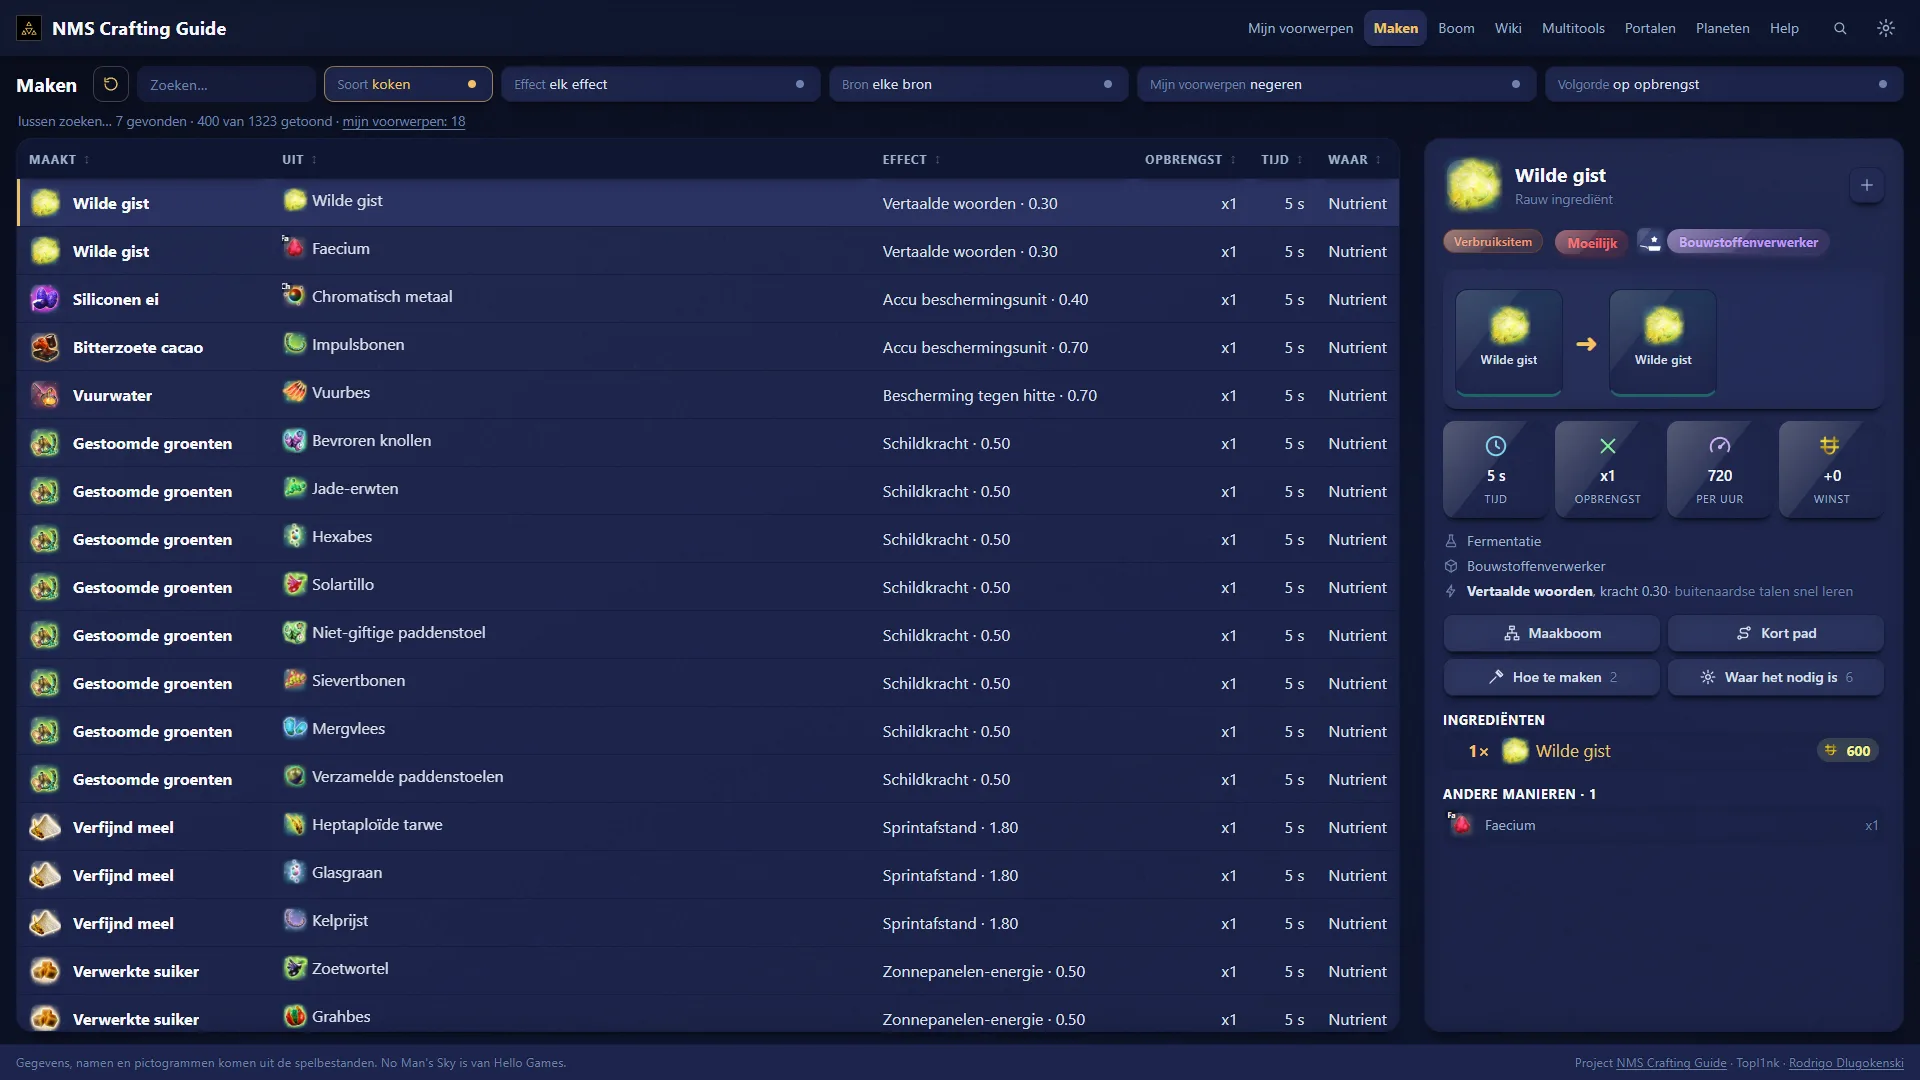 NMS Crafting Guide
Mijn voorwerpen Maken Boom Wiki Multitools Portalen Planeten Help
Maken Zoeken... Soort koken Effect elk effect Bron elke bron Mijn voorwerpen negeren Volgorde op opbrengst
lussen zoeken... 7 gevonden · 400 van 1323 getoond · mijn voorwerpen: 18
MAAKT UIT EFFECT OPBRENGST TIJD WAAR
Wilde gist Wilde gist Vertaalde woorden · 0.30 x1 5 s Nutrient
Wilde gist Faecium Vertaalde woorden · 0.30 x1 5 s Nutrient
Siliconen ei Chromatisch metaal Accu beschermingsunit · 0.40 x1 5 s Nutrient
Bitterzoete cacao Impulsbonen Accu beschermingsunit · 0.70 x1 5 s Nutrient
Vuurwater Vuurbes Bescherming tegen hitte · 0.70 x1 5 s Nutrient
Gestoomde groenten Bevroren knollen Schildkracht · 0.50 x1 5 s Nutrient
Gestoomde groenten Jade-erwten Schildkracht · 0.50 x1 5 s Nutrient
Gestoomde groenten Hexabes Schildkracht · 0.50 x1 5 s Nutrient
Gestoomde groenten Solartillo Schildkracht · 0.50 x1 5 s Nutrient
Gestoomde groenten Niet-giftige paddenstoel Schildkracht · 0.50 x1 5 s Nutrient
Gestoomde groenten Sievertbonen Schildkracht · 0.50 x1 5 s Nutrient
Gestoomde groenten Mergvlees Schildkracht · 0.50 x1 5 s Nutrient
Gestoomde groenten Verzamelde paddenstoelen Schildkracht · 0.50 x1 5 s Nutrient
Verfijnd meel Heptaploïde tarwe Sprintafstand · 1.80 x1 5 s Nutrient
Verfijnd meel Glasgraan Sprintafstand · 1.80 x1 5 s Nutrient
Verfijnd meel Kelprijst Sprintafstand · 1.80 x1 5 s Nutrient
Verwerkte suiker Zoetwortel Zonnepanelen-energie · 0.50 x1 5 s Nutrient
Verwerkte suiker Grahbes Zonnepanelen-energie · 0.50 x1 5 s Nutrient
Wilde gist
Rauw ingrediënt
Verbruiksitem Moeilijk Bouwstoffenverwerker
Wilde gist Wilde gist
5 s x1 720 +0
TIJD OPBRENGST PER UUR WINST
Fermentatie
Bouwstoffenverwerker
Vertaalde woorden, kracht 0.30· buitenaardse talen snel leren
Maakboom Kort pad
Hoe te maken 2 Waar het nodig is 6
INGREDIËNTEN
1× Wilde gist 600
ANDERE MANIEREN · 1
Fa Faecium x1
Gegevens, namen en pictogrammen komen uit de spelbestanden. No Man's Sky is van Hello Games.
Project NMS Crafting Guide · Topl1nk · Rodrigo Dlugokenski